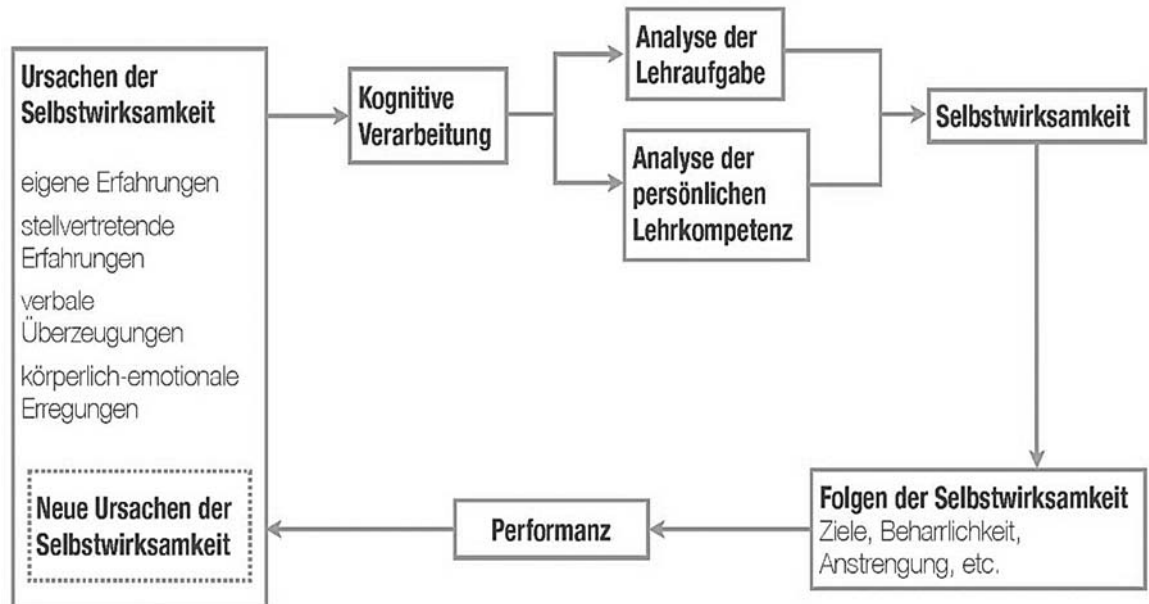 Ursachen der
Selbstwirksamkeit
eigene Erfahrungen
stellvertretende
Erfahrungen
verbale
Überzeugungen
körperlich-emotionale
Erregungen
Neue Ursachen der
Selbstwirksamkeit
Kognitive
Verarbeitung
Analyse der
Lehraufgabe
Analyse der
persönlichen
Lehrkompetenz
Selbstwirksamkeit
Folgen der Selbstwirksamkeit
Ziele, Beharrlichkeit,
Anstrengung, etc.
Performanz